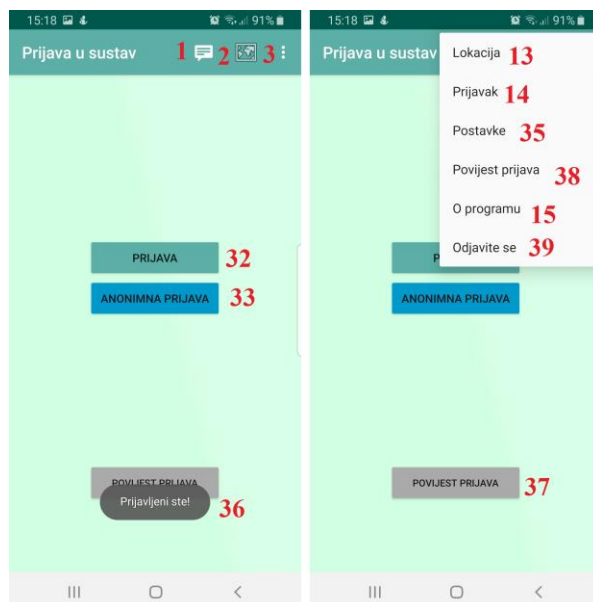 15:18 91%
Prijava u sustav 1 2 3
PRIJAVA 32
ANONIMNA PRIJAVA 33
POVIJEST PRIJAVA
Prijavljeni ste! 36
15:18 91%
Prijava u sustav
Lokacija 13
Prijavak 14
Postavke 35
Povijest prijava 38
O programu 15
Odjavite se 39
P
ANONIMNA PRIJAVA
POVIJEST PRIJAVA 37